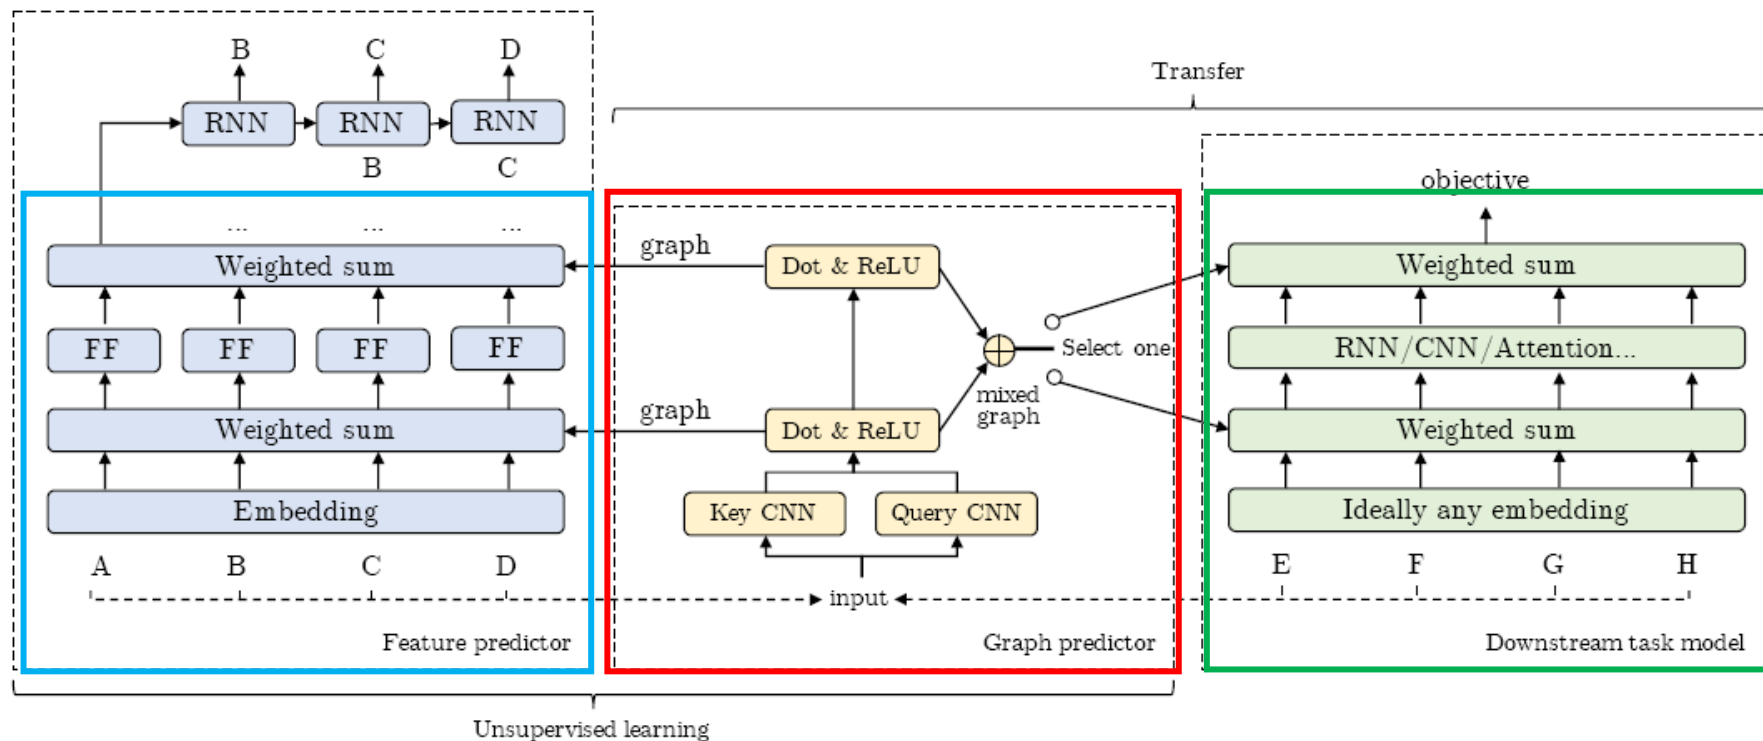 B C D
RNN RNN RNN
B C
... ... ... ...
Weighted sum
FF FF FF FF
Weighted sum
Embedding
A B C D
Feature predictor
Unsupervised learning
Transfer
graph
Dot & ReLU
Select one
mixed
graph
graph
Dot & ReLU
Key CNN Query CNN
input
Graph predictor
objective
Weighted sum
RNN/CNN/Attention...
Weighted sum
Ideally any embedding
E F G H
Downstream task model